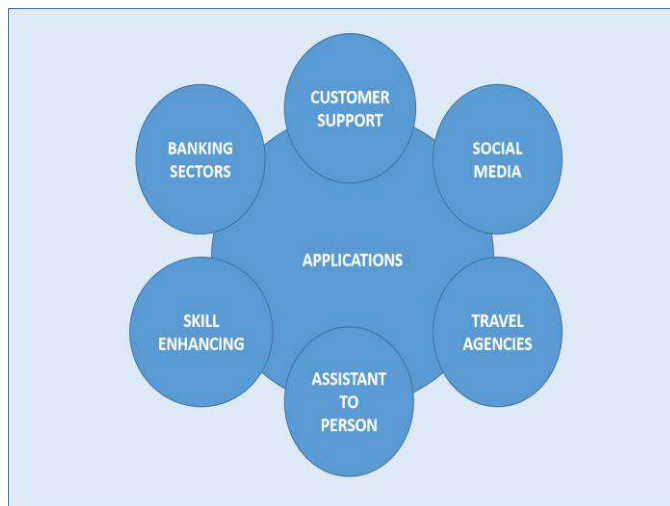 CUSTOMER
SUPPORT
BANKING
SECTORS
SOCIAL
MEDIA
APPLICATIONS
SKILL
ENHANCING
TRAVEL
AGENCIES
ASSISTANT
TO
PERSON